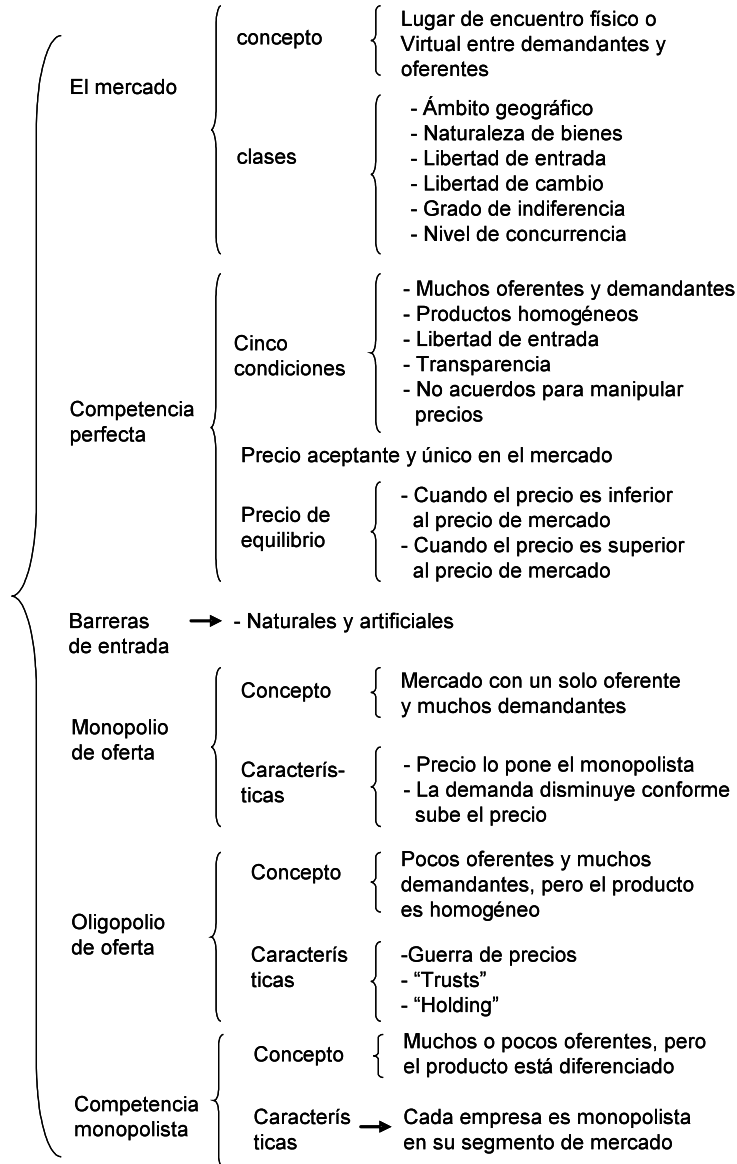 El mercado
concepto
Lugar de encuentro físico o
Virtual entre demandantes y
oferentes
clases
- Ámbito geográfico
- Naturaleza de bienes
- Libertad de entrada
- Libertad de cambio
- Grado de indiferencia
- Nivel de concurrencia
Competencia
perfecta
Cinco
condiciones
- Muchos oferentes y demandantes
- Productos homogéneos
- Libertad de entrada
- Transparencia
- No acuerdos para manipular
precios
Precio aceptante y único en el mercado
Precio de
equilibrio
- Cuando el precio es inferior
al precio de mercado
- Cuando el precio es superior
al precio de mercado
Barreras
de entrada
- Naturales y artificiales
Monopolio
de oferta
Concepto
Mercado con un solo oferente
y muchos demandantes
Caracterís-
ticas
- Precio lo pone el monopolista
- La demanda disminuye conforme
sube el precio
Oligopolio
de oferta
Concepto
Pocos oferentes y muchos
demandantes, pero el producto
es homogéneo
Caracterís
ticas
-Guerra de precios
- “Trusts”
- “Holding”
Competencia
monopolista
Concepto
Muchos o pocos oferentes, pero
el producto está diferenciado
Caracterís
ticas
Cada empresa es monopolista
en su segmento de mercado